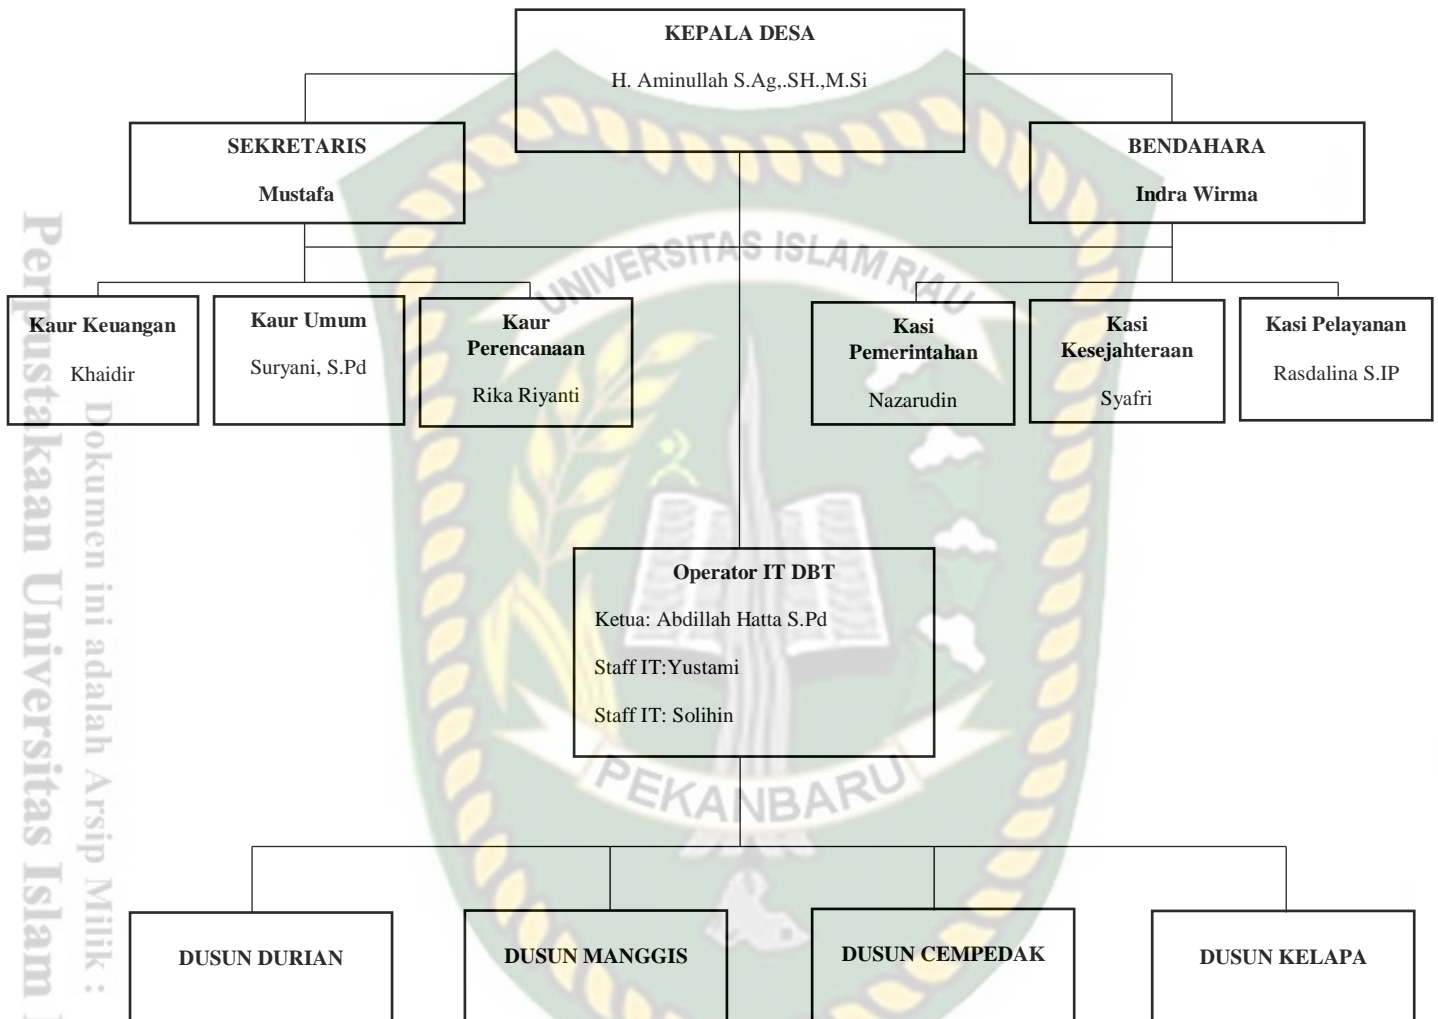 KEPALA DESA
H. Aminullah S.Ag,.SH.,M.Si
SEKRETARIS
Mustafa
BENDAHARA
Indra Wirma
Kaur Keuangan
Khaidir
Kaur Umum
Suryani, S.Pd
Kaur
Perencanaan
Rika Riyanti
Kasi
Pemerintahan
Nazarudin
Kasi
Kesejahteraan
Syafri
Kasi Pelayanan
Rasdalina S.IP
Operator IT DBT
Ketua: Abdillah Hatta S.Pd
Staff IT:Yustami
Staff IT: Solihin
DUSUN DURIAN
DUSUN MANGGIS
DUSUN CEMPEDAK
DUSUN KELAPA
UNIVERSITAS ISLAM RIAU
PEKANBARU
Dokumen ini adalah Arsip Milik :
Perpustakaan Universitas Islam